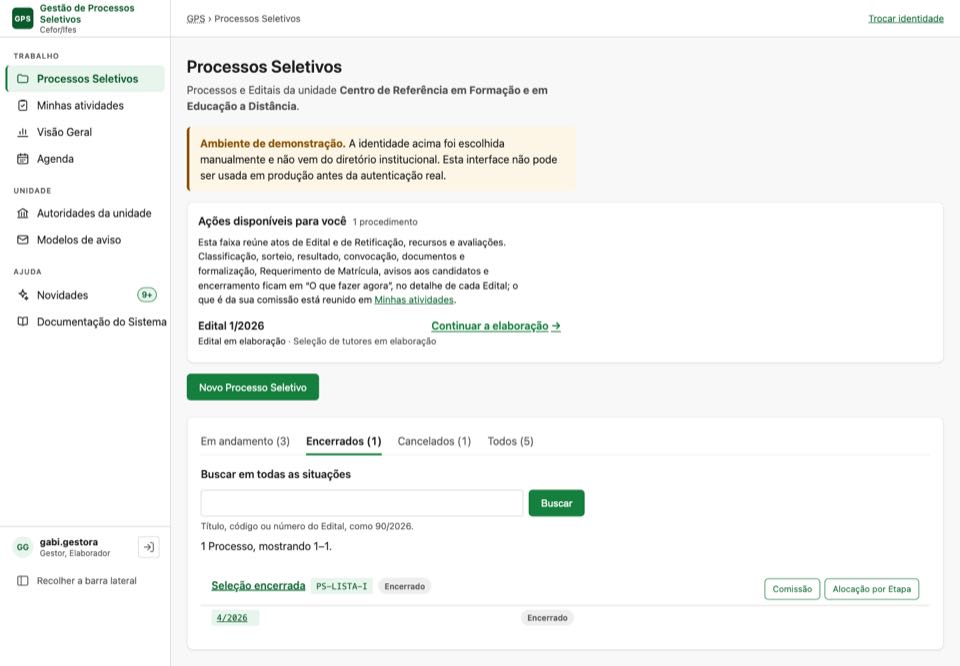 GPS
Gestão de Processos
Seletivos
Cefor/Ifes
GPS › Processos Seletivos
Trocar identidade
TRABALHO
Processos Seletivos
Minhas atividades
Visão Geral
Agenda
UNIDADE
Autoridades da unidade
Modelos de aviso
AJUDA
Novidades 9+
Documentação do Sistema
GG
gabi.gestora
Gestor, Elaborador
Recolher a barra lateral
Processos Seletivos
Processos e Editais da unidade Centro de Referência em Formação e em
Educação a Distância.
Ambiente de demonstração. A identidade acima foi escolhida
manualmente e não vem do diretório institucional. Esta interface não pode
ser usada em produção antes da autenticação real.
Ações disponíveis para você 1 procedimento
Esta faixa reúne atos de Edital e de Retificação, recursos e avaliações.
Classificação, sorteio, resultado, convocação, documentos e
formalização, Requerimento de Matrícula, avisos aos candidatos e
encerramento ficam em “O que fazer agora”, no detalhe de cada Edital; o
que é da sua comissão está reunido em Minhas atividades.
Edital 1/2026 Continuar a elaboração →
Edital em elaboração · Seleção de tutores em elaboração
Novo Processo Seletivo
Em andamento (3) Encerrados (1) Cancelados (1) Todos (5)
Buscar em todas as situações
Buscar
Título, código ou número do Edital, como 90/2026.
1 Processo, mostrando 1–1.
Seleção encerrada PS-LISTA-I Encerrado Comissão Alocação por Etapa
4/2026 Encerrado